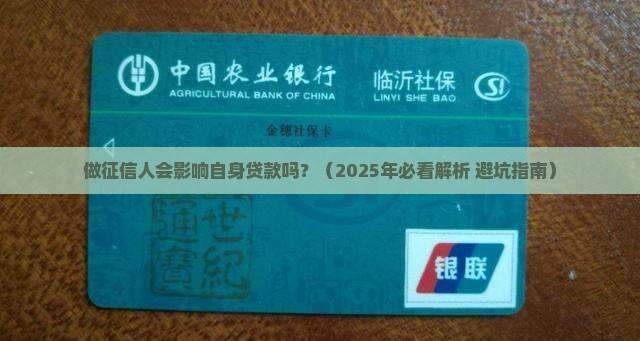 中国农业银行
AGRICULTURAL BANK OF CHINA
临沂社保
LINYI SHE BAO
金穗社保卡
做征信人会影响自身贷款吗？（2025年必看解析 避坑指南）
世纪
通宝
银联